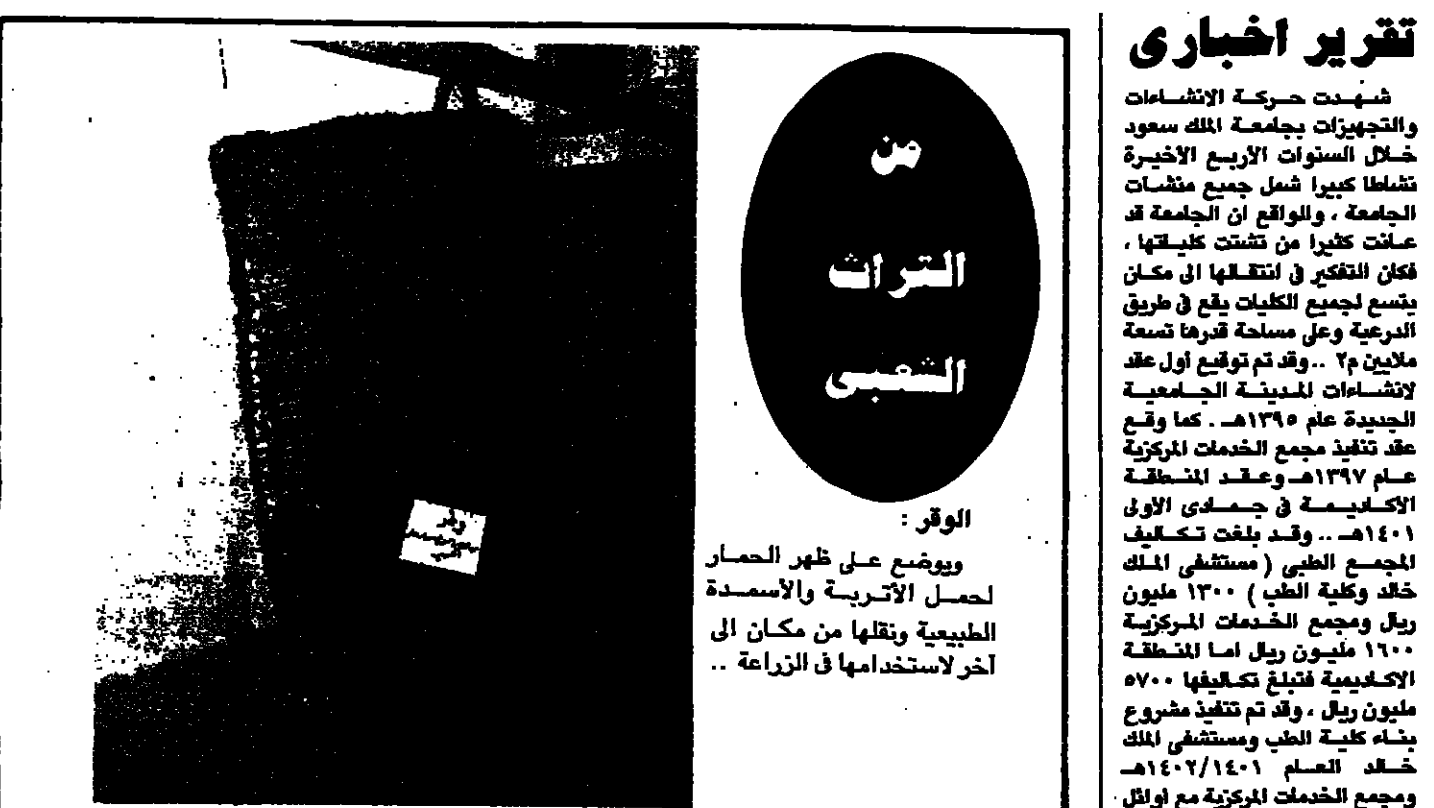 تقرير اخبارى
شهدت حركة الانشاءات
والتجهيزات بجامعة الملك سعود
خلال السنوات الأربع الأخيرة
نشاطا كبيرا شمل جميع منشات
الجامعة ، والواقع ان الجامعة قد
عانت كثيرا من تشتت كلياتها ،
فكان التفكير فى انتقالها الى مكان
يتسع لجميع الكليات يقع فى طريق
الدرعية وعلى مساحة قدرها تسعة
ملايين م٢ .. وقد تم توقيع أول عقد
لانشاءات المدينة الجامعية
الجديدة عام ١٣٩٥هـ . كما وقع
عقد تنفيذ مجمع الخدمات المركزية
عام ١٣٩٧هـ وعقد المنطقة
الاكاديمية فى جمادى الاولى
١٤٠١هـ .. وقد بلغت تكاليف
المجمع الطبى ( مستشفى الملك
خالد وكلية الطب ) ١٣٠٠ مليون
ريال ومجمع الخدمات المركزية
١٦٠٠ مليون ريال اما المنطقة
الاكاديمية فتبلغ تكاليفها ٥٧٠٠
مليون ريال ، وقد تم تنفيذ مشروع
بناء كلية الطب ومستشفى الملك
خالد العام ١٤٠٢/١٤٠١هـ
ومجمع الخدمات المركزية مع اوائل
من
التراث
الشعبى
الوقر :
ويوضع على ظهر الحمار
لحمل الأتربة والأسمدة
الطبيعية ونقلها من مكان الى
آخر لاستخدامها فى الزراعة ..
وقر